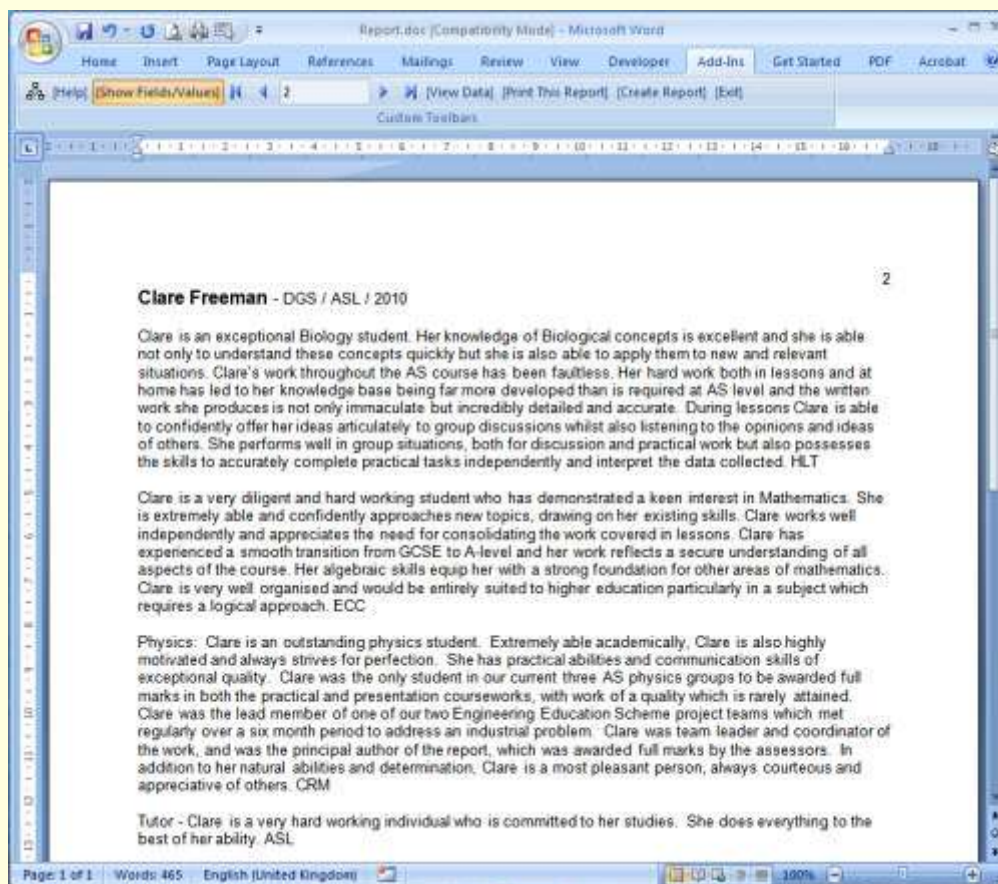 Report.doc [Compatibility Mode] - Microsoft Word
Home Insert Page Layout References Mailings Review View Developer Add-Ins Get Started PDF Acrobat
[Help] [Show Fields/Values] 2 [View Data] [Print This Report] [Create Report] [Exit]
Custom Toolbars
2
Clare Freeman - DGS / ASL / 2010
Clare is an exceptional Biology student. Her knowledge of Biological concepts is excellent and she is able
not only to understand these concepts quickly but she is also able to apply them to new and relevant
situations. Clare's work throughout the AS course has been faultless. Her hard work both in lessons and at
home has led to her knowledge base being far more developed than is required at AS level and the written
work she produces is not only immaculate but incredibly detailed and accurate. During lessons Clare is able
to confidently offer her ideas articulately to group discussions whilst also listening to the opinions and ideas
of others. She performs well in group situations, both for discussion and practical work but also possesses
the skills to accurately complete practical tasks independently and interpret the data collected. HLT
Clare is a very diligent and hard working student who has demonstrated a keen interest in Mathematics. She
is extremely able and confidently approaches new topics, drawing on her existing skills. Clare works well
independently and appreciates the need for consolidating the work covered in lessons. Clare has
experienced a smooth transition from GCSE to A-level and her work reflects a secure understanding of all
aspects of the course. Her algebraic skills equip her with a strong foundation for other areas of mathematics.
Clare is very well organised and would be entirely suited to higher education particularly in a subject which
requires a logical approach. ECC
Physics: Clare is an outstanding physics student. Extremely able academically, Clare is also highly
motivated and always strives for perfection. She has practical abilities and communication skills of
exceptional quality. Clare was the only student in our current three AS physics groups to be awarded full
marks in both the practical and presentation courseworks, with work of a quality which is rarely attained.
Clare was the lead member of one of our two Engineering Education Scheme project teams which met
regularly over a six month period to address an industrial problem. Clare was team leader and coordinator of
the work, and was the principal author of the report, which was awarded full marks by the assessors. In
addition to her natural abilities and determination, Clare is a most pleasant person, always courteous and
appreciative of others. CRM
Tutor - Clare is a very hard working individual who is committed to her studies. She does everything to the
best of her ability. ASL
Page: 1 of 1 Words: 465 English (United Kingdom) 100%